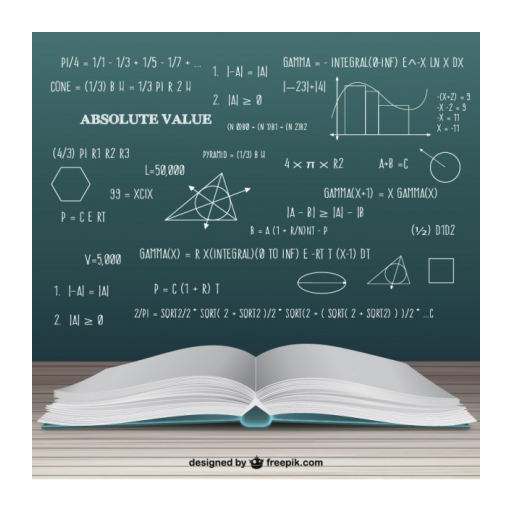 PI/4 = 1/1 - 1/3 + 1/5 - 1/7 + ...
CONE = (1/3) B H = 1/3 PI R 2 H
ABSOLUTE VALUE
1. |-A| = |A|
2. |A| ≥ 0
GAMMA = - INTEGRAL(0-INF) E^-X LN X DX
|—23|+|4|
-(X+2) = 9
-X -2 = 9
-X = 11
X = -11
(4/3) PI R1 R2 R3
L=50,000
PYRAMID = (1/3) B H
4 × π × R2
A+B =C
99 = XCIX
GAMMA(X+1) = X GAMMA(X)
P = C E RT
|A - B| ≥ |A| - |B
B = A (1 + R/N)NT - P
(½) D1D2
V=5,000
GAMMA(X) = R X(INTEGRAL)(0 TO INF) E -RT T (X-1) DT
1. |-A| = |A|
P = C (1 + R) T
2. |A| ≥ 0
2/PI = SQRT2/2 * SQRT( 2 + SQRT2 )/2 * SQRT(2 + ( SQRT( 2 + SQRT2) ) )/2 * ...C
designed by freepik.com